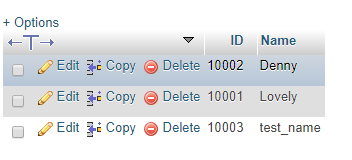 + Options
ID Name
Edit Copy Delete 10002 Denny
Edit Copy Delete 10001 Lovely
Edit Copy Delete 10003 test_name